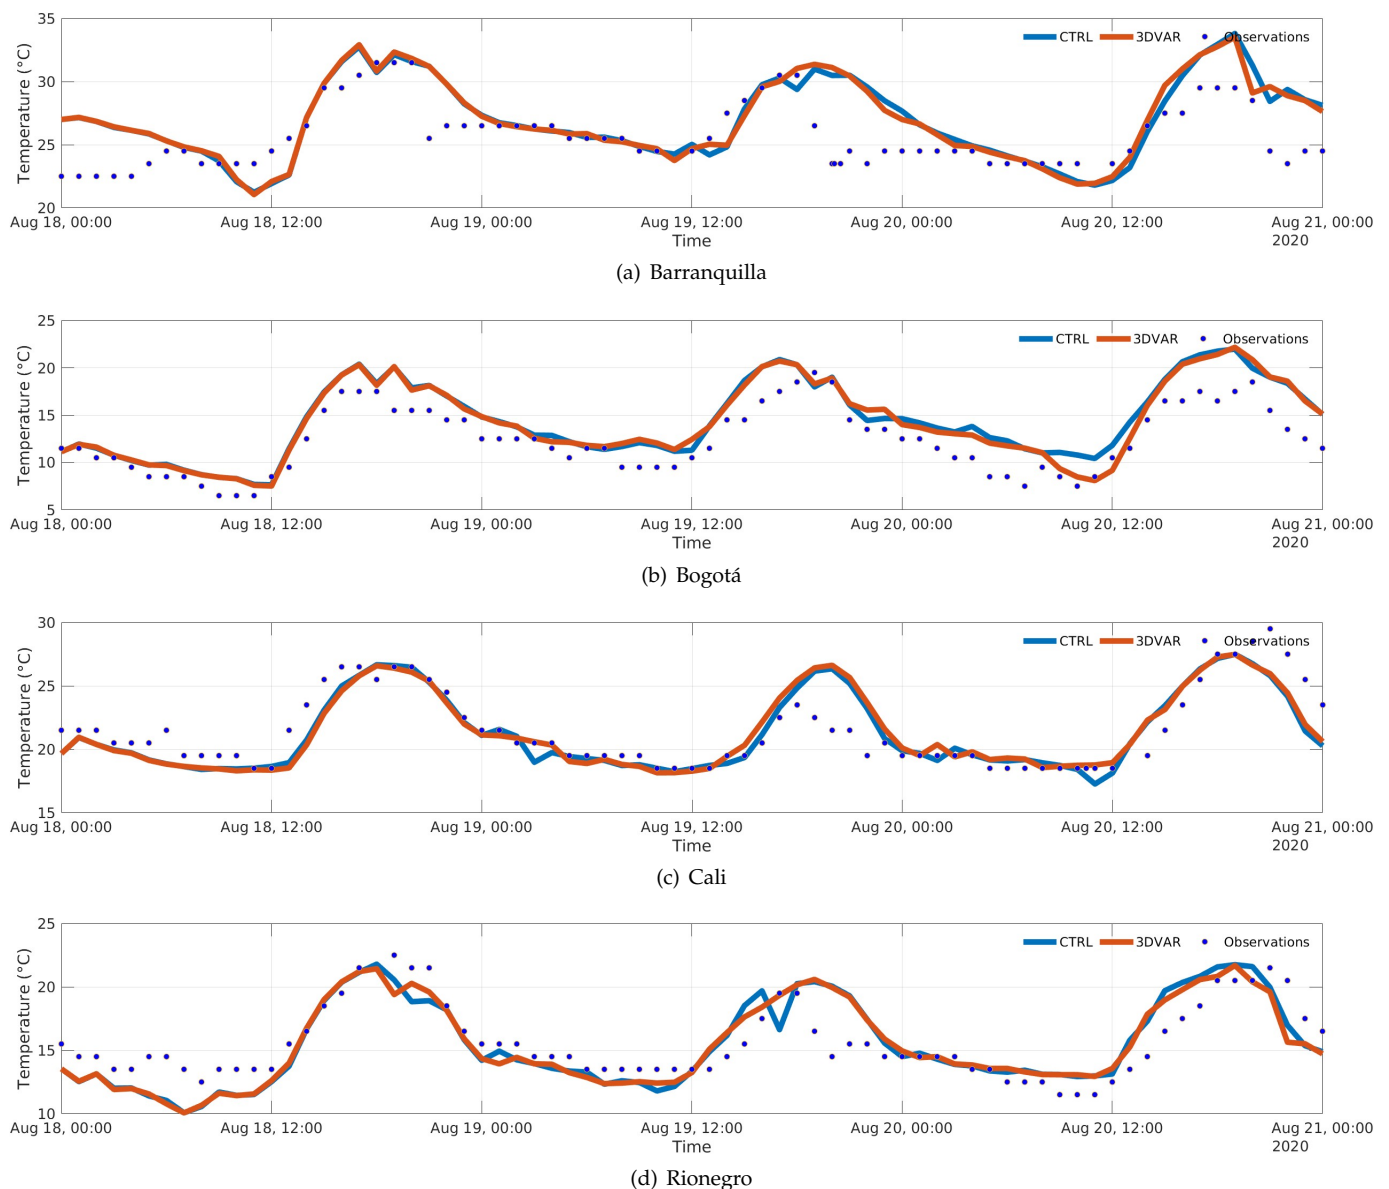 35
30
25
20
Temperature (°C)
CTRL 3DVAR Observations
Aug 18, 00:00 Aug 18, 12:00 Aug 19, 00:00 Aug 19, 12:00 Aug 20, 00:00 Aug 20, 12:00 Aug 21, 00:00
Time 2020
(a) Barranquilla
25
20
15
10
5
Temperature (°C)
CTRL 3DVAR Observations
Aug 18, 00:00 Aug 18, 12:00 Aug 19, 00:00 Aug 19, 12:00 Aug 20, 00:00 Aug 20, 12:00 Aug 21, 00:00
Time 2020
(b) Bogotá
30
25
20
15
Temperature (°C)
CTRL 3DVAR Observations
Aug 18, 00:00 Aug 18, 12:00 Aug 19, 00:00 Aug 19, 12:00 Aug 20, 00:00 Aug 20, 12:00 Aug 21, 00:00
Time 2020
(c) Cali
25
20
15
10
Temperature (°C)
CTRL 3DVAR Observations
Aug 18, 00:00 Aug 18, 12:00 Aug 19, 00:00 Aug 19, 12:00 Aug 20, 00:00 Aug 20, 12:00 Aug 21, 00:00
Time 2020
(d) Rionegro